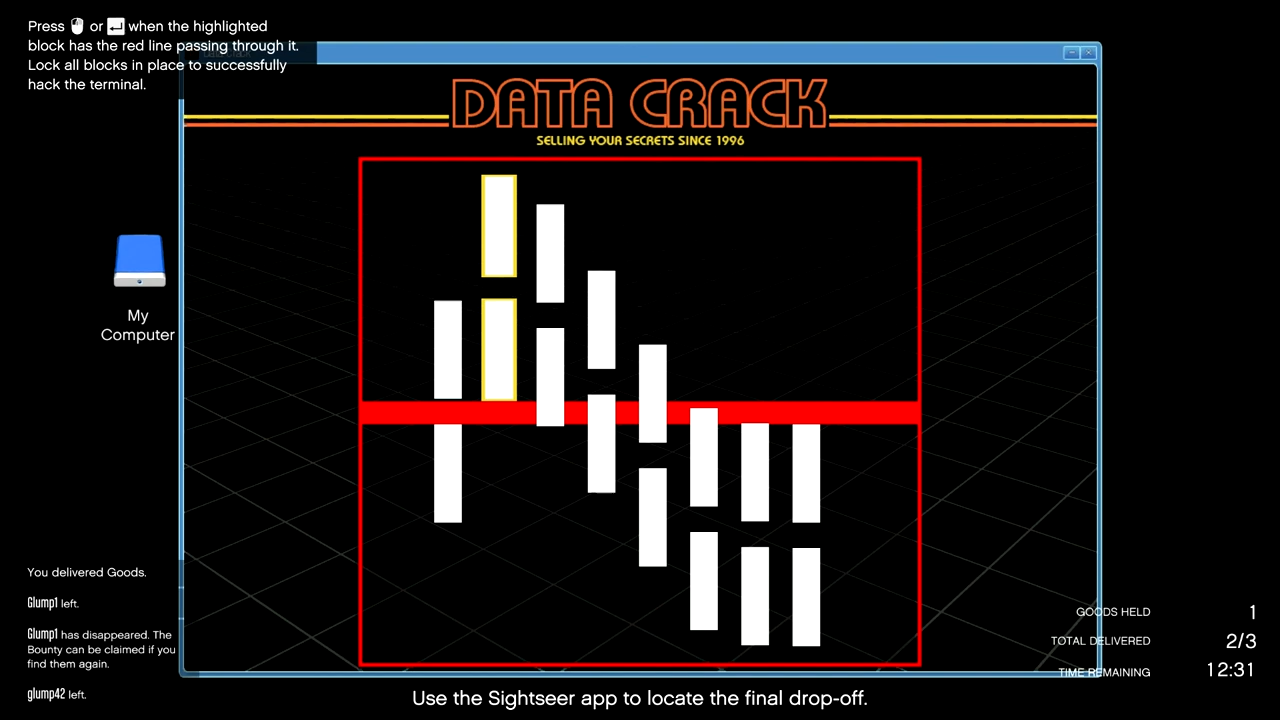 Press or when the highlighted
block has the red line passing through it.
Lock all blocks in place to successfully
hack the terminal.
DATA CRACK
SELLING YOUR SECRETS SINCE 1996
My
Computer
You delivered Goods.
Glump1 left.
Glump1 has disappeared. The
Bounty can be claimed if you
find them again.
glump42 left.
GOODS HELD 1
TOTAL DELIVERED 2/3
TIME REMAINING 12:31
Use the Sightseer app to locate the final drop-off.